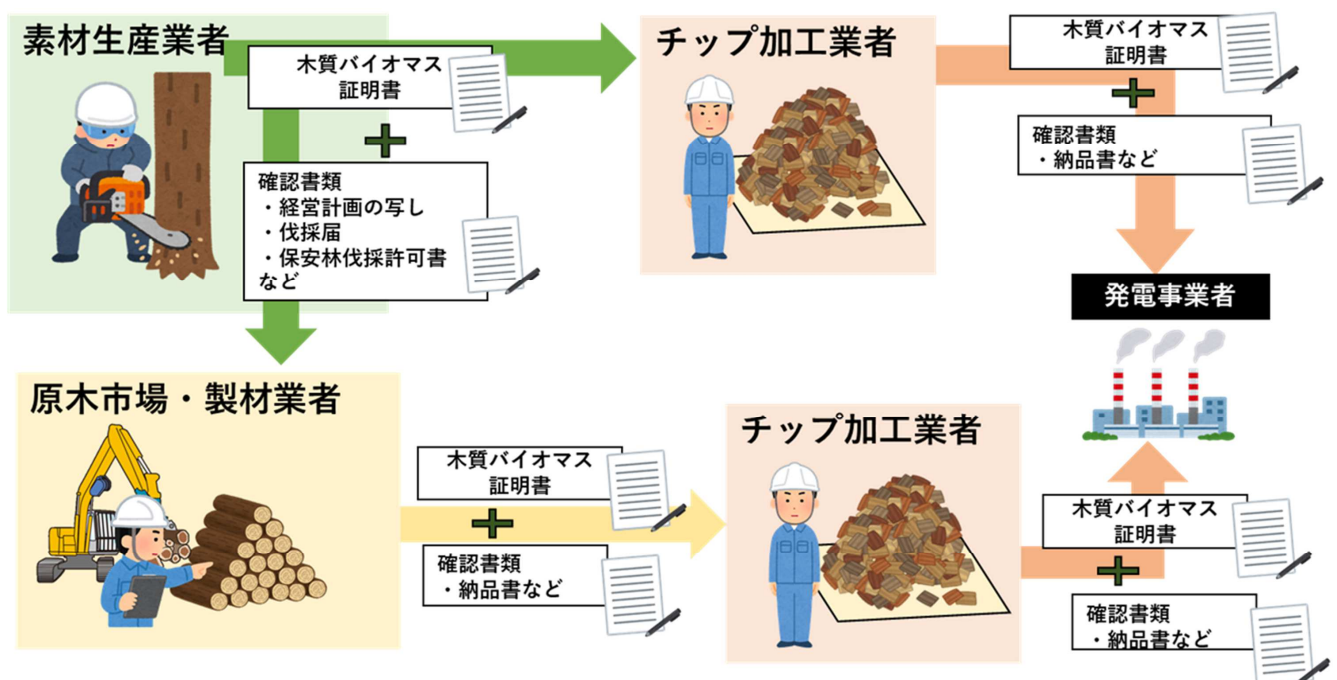 素材生産業者
木質バイオマス
証明書
確認書類
・経営計画の写し
・伐採届
・保安林伐採許可書
など
チップ加工業者
木質バイオマス
証明書
確認書類
・納品書など
発電事業者
原木市場・製材業者
木質バイオマス
証明書
確認書類
・納品書など
チップ加工業者
木質バイオマス
証明書
確認書類
・納品書など